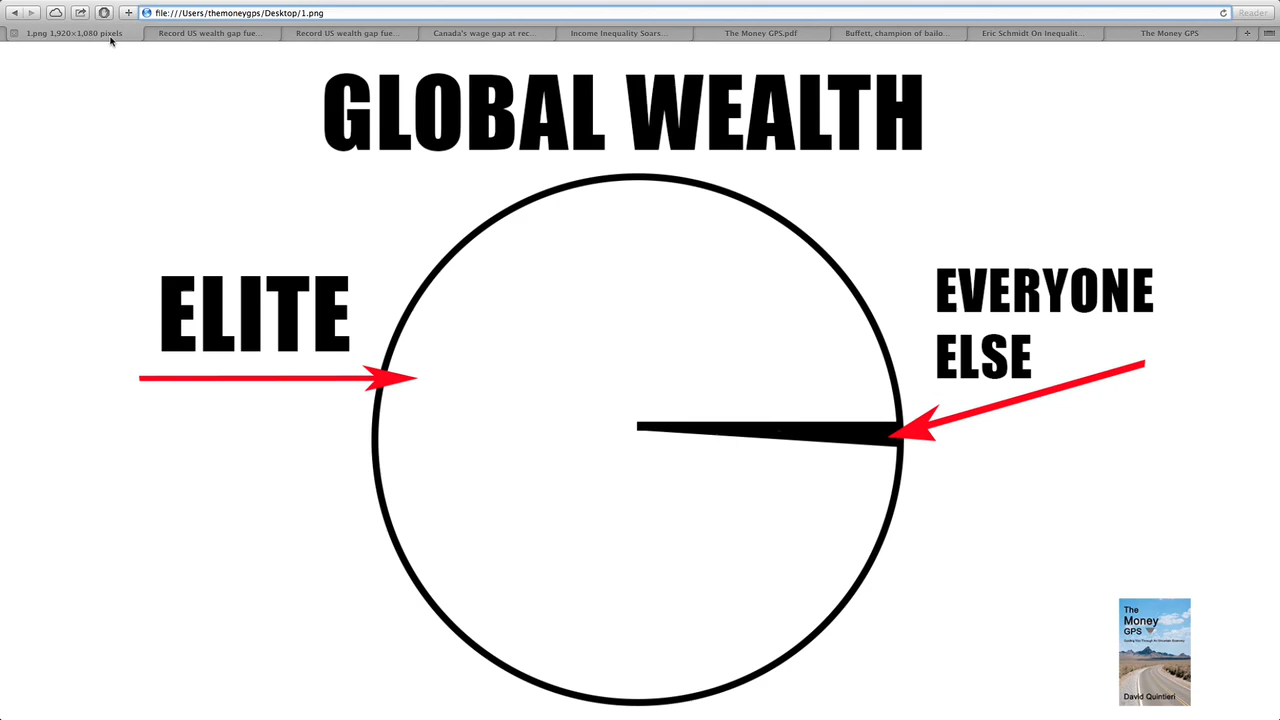 file:///Users/themoneygps/Desktop/1.png
Reader
1.png 1,920×1,080 pixels
Record US wealth gap fue...
Record US wealth gap fue...
Canada's wage gap at rec...
Income Inequality Soars...
The Money GPS.pdf
Buffett, champion of bailo...
Eric Schmidt On Inequalit...
The Money GPS
GLOBAL WEALTH
ELITE
EVERYONE
ELSE
The
Money
GPS
David Quintieri